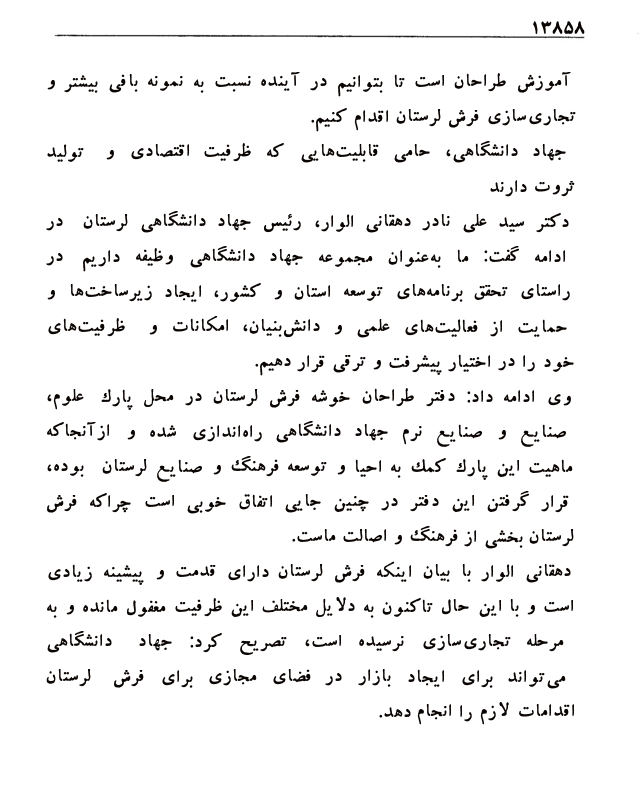 ۱۳۸۵۸
آموزش طراحان است تا بتوانیم در آینده نسبت به نمونه بافی بیشتر و
تجاری‌سازی فرش لرستان اقدام کنیم.
جهاد دانشگاهی، حامی قابلیت‌هایی که ظرفیت اقتصادی و تولید
ثروت دارند
دکتر سید علی نادر دهقانی الوار، رئیس جهاد دانشگاهی لرستان در
ادامه گفت: ما به‌عنوان مجموعه جهاد دانشگاهی وظیفه داریم در
راستای تحقق برنامه‌های توسعه استان و کشور، ایجاد زیرساخت‌ها و
حمایت از فعالیت‌های علمی و دانش‌بنیان، امکانات و ظرفیت‌های
خود را در اختیار پیشرفت و ترقی قرار دهیم.
وی ادامه داد: دفتر طراحان خوشه فرش لرستان در محل پارک علوم،
صنایع و صنایع نرم جهاد دانشگاهی راه‌اندازی شده و ازآنجاکه
ماهیت این پارک کمک به احیا و توسعه فرهنگ و صنایع لرستان بوده،
قرار گرفتن این دفتر در چنین جایی اتفاق خوبی است چراکه فرش
لرستان بخشی از فرهنگ و اصالت ماست.
دهقانی الوار با بیان اینکه فرش لرستان دارای قدمت و پیشینه زیادی
است و با این حال تاکنون به دلایل مختلف این ظرفیت مغفول مانده و به
مرحله تجاری‌سازی نرسیده است، تصریح کرد: جهاد دانشگاهی
می‌تواند برای ایجاد بازار در فضای مجازی برای فرش لرستان
اقدامات لازم را انجام دهد.